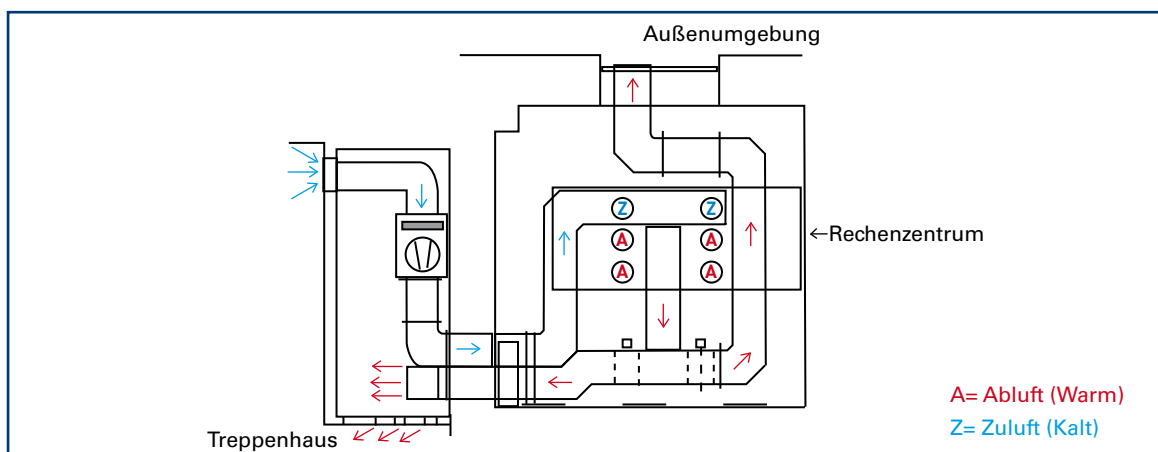 Außenumgebung
Z Z
A A
←Rechenzentrum
A A
A= Abluft (Warm)
Z= Zuluft (Kalt)
Treppenhaus